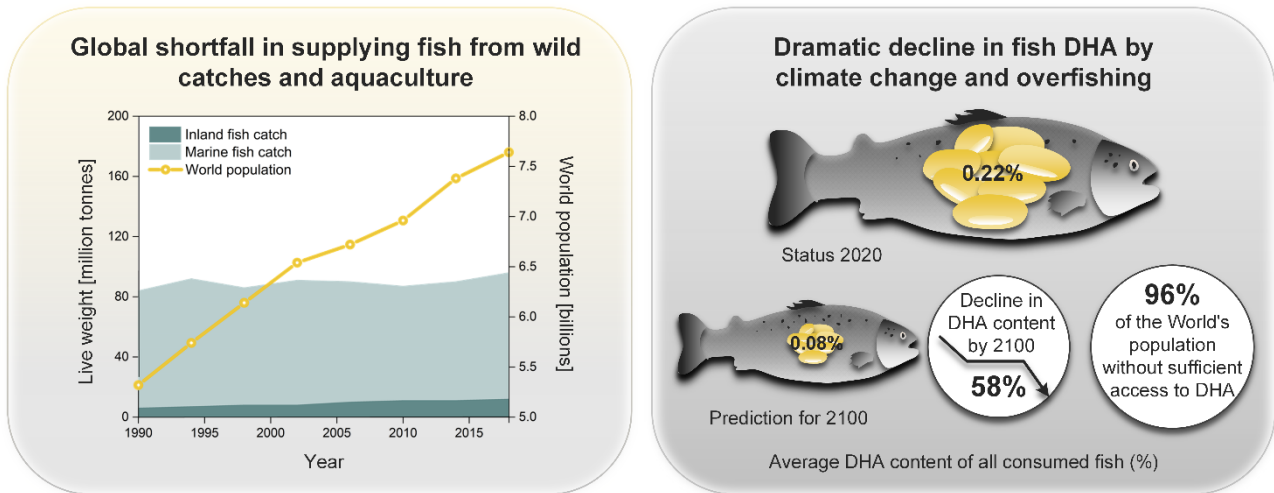 Global shortfall in supplying fish from wild
catches and aquaculture
200
160
120
80
40
0
Live weight [million tonnes]
Inland fish catch
Marine fish catch
World population
8.0
7.5
7.0
6.5
6.0
5.5
5.0
World population
[billions]
1990
1995
2000
2005
2010
2015
Year
Dramatic decline in fish DHA by
climate change and overfishing
0.22%
Status 2020
0.08%
Prediction for 2100
Decline in
DHA content
by 2100
58%
96%
of the World's
population
without sufficient
access to DHA
Average DHA content of all consumed fish (%)